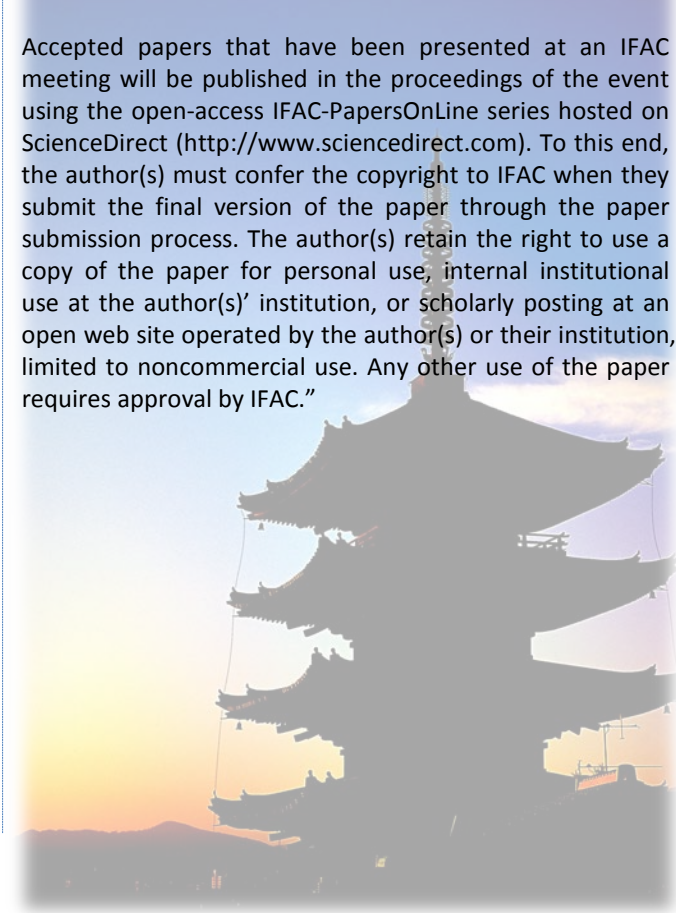 Accepted papers that have been presented at an IFAC
meeting will be published in the proceedings of the event
using the open-access IFAC-PapersOnLine series hosted on
ScienceDirect (http://www.sciencedirect.com). To this end,
the author(s) must confer the copyright to IFAC when they
submit the final version of the paper through the paper
submission process. The author(s) retain the right to use a
copy of the paper for personal use, internal institutional
use at the author(s)’ institution, or scholarly posting at an
open web site operated by the author(s) or their institution,
limited to noncommercial use. Any other use of the paper
requires approval by IFAC.”